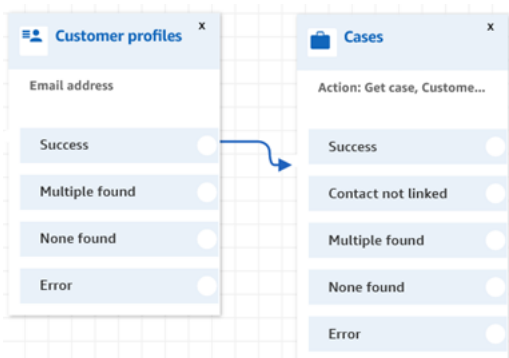 Customer profiles
x
Email address
Success
Multiple found
None found
Error
Cases
x
Action: Get case, Custome...
Success
Contact not linked
Multiple found
None found
Error